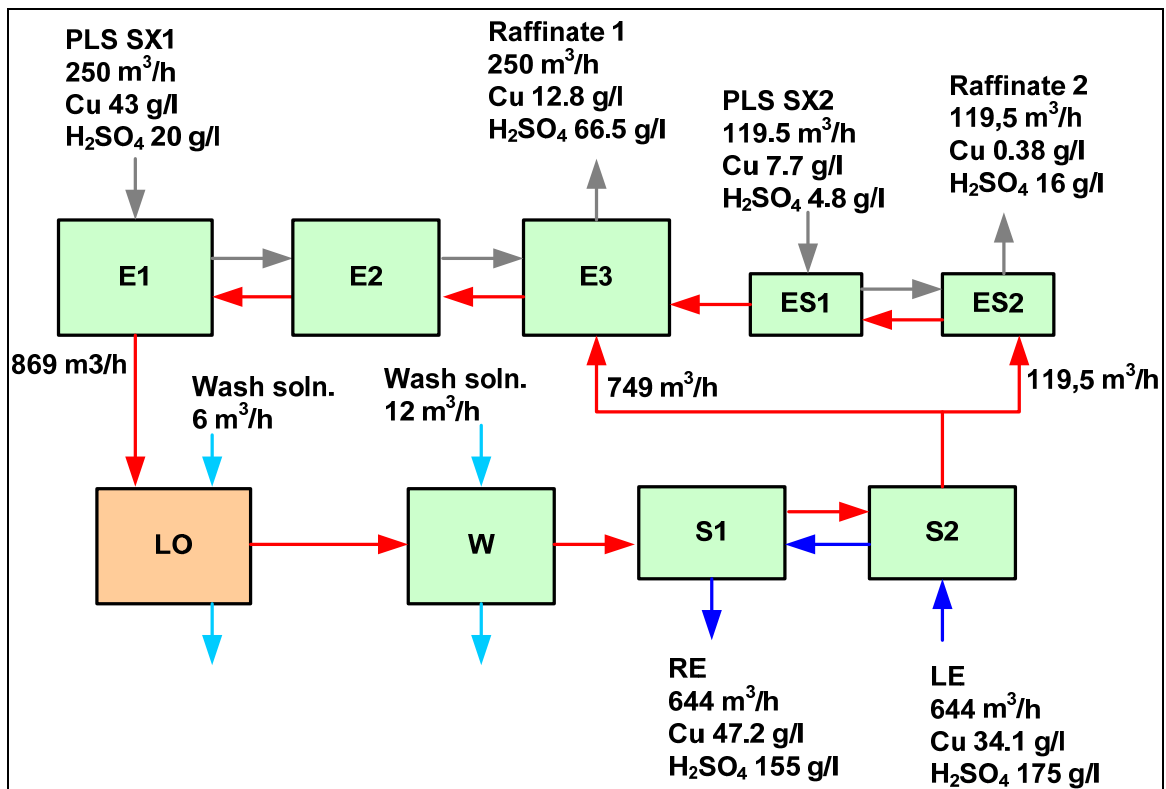 PLS SX1
250 m³/h
Cu 43 g/l
H₂SO₄ 20 g/l
Raffinate 1
250 m³/h
Cu 12.8 g/l
H₂SO₄ 66.5 g/l
PLS SX2
119.5 m³/h
Cu 7.7 g/l
H₂SO₄ 4.8 g/l
Raffinate 2
119,5 m³/h
Cu 0.38 g/l
H₂SO₄ 16 g/l
E1
E2
E3
ES1
ES2
869 m3/h
Wash soln.
6 m³/h
Wash soln.
12 m³/h
749 m³/h
119,5 m³/h
LO
W
S1
S2
RE
644 m³/h
Cu 47.2 g/l
H₂SO₄ 155 g/l
LE
644 m³/h
Cu 34.1 g/l
H₂SO₄ 175 g/l